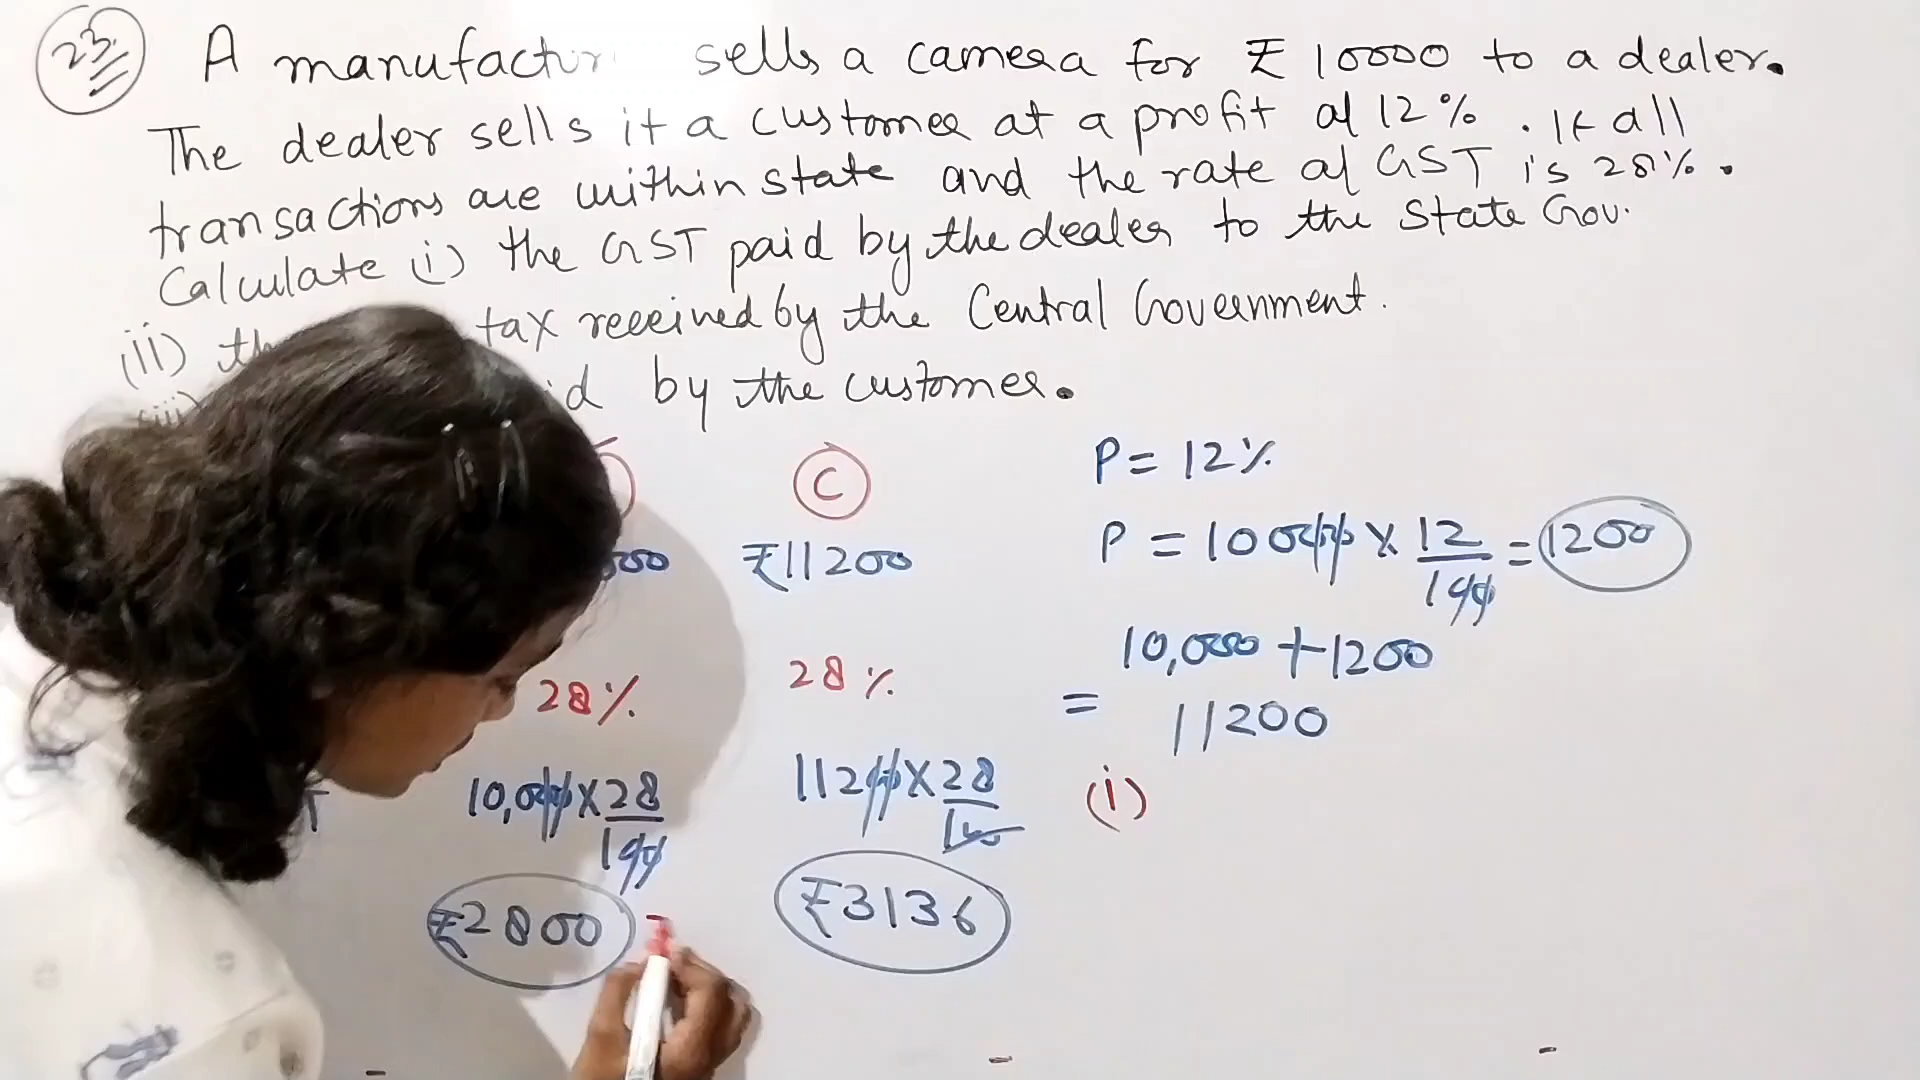 23.
A manufactur sells a camera for ₹ 10000 to a dealer.
The dealer sells it a customer at a profit of 12% . If all
transactions are within state and the rate of GST is 28%.
Calculate (i) the GST paid by the dealer to the State Gov.
(ii) tax received by the Central Government.
(iii) by the customer.
C
P = 12%
₹11200
P = 10000 X 12/100 = 1200
10,000 + 1200
28%
28%
= 11200
10,000 X 28/100
11200 X 28/100
(i)
₹2800
₹3136